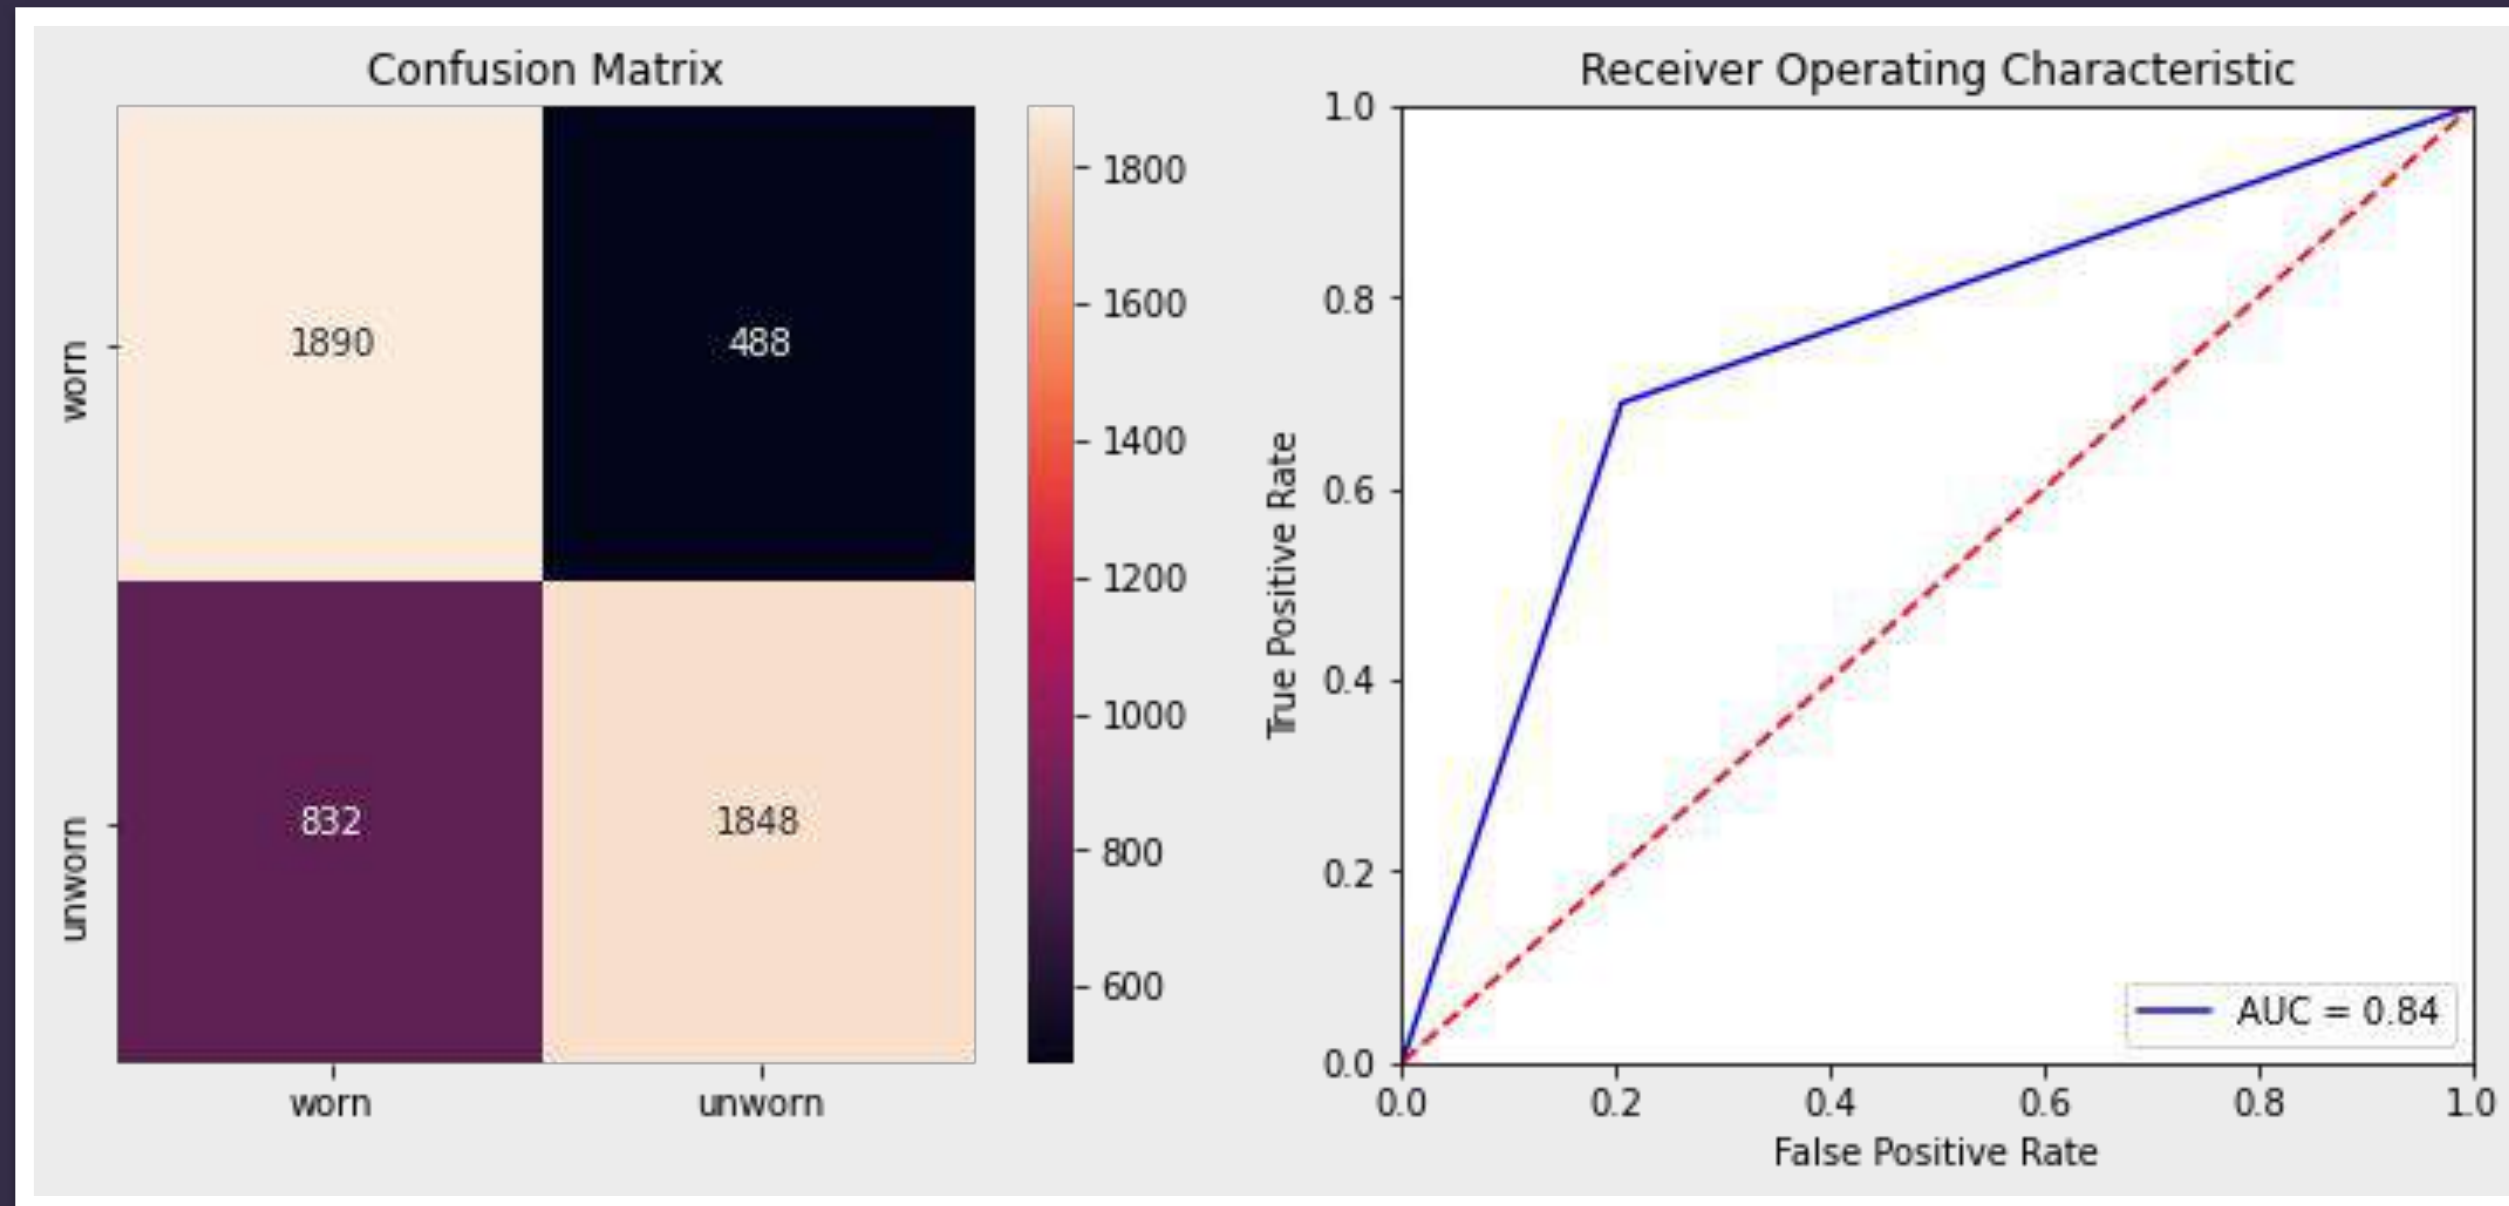 Confusion Matrix
worn
unworn
1890
488
832
1848
worn
unworn
1800
1600
1400
1200
1000
800
600
Receiver Operating Characteristic
True Positive Rate
1.0
0.8
0.6
0.4
0.2
0.0
AUC = 0.84
0.0
0.2
0.4
0.6
0.8
1.0
False Positive Rate